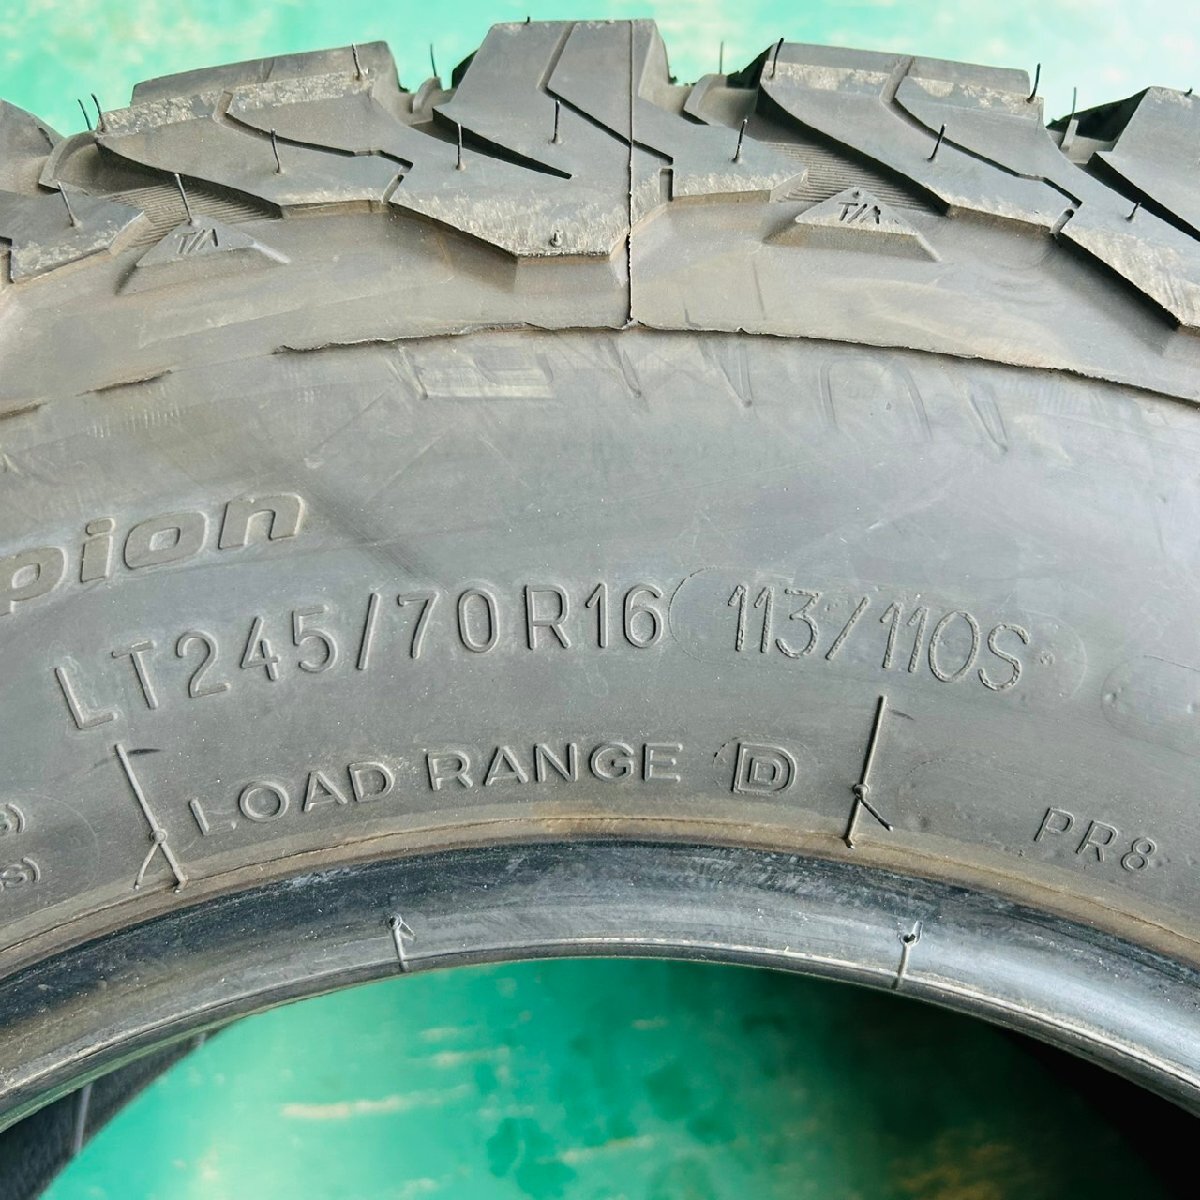 T/A
T/A
pion
LT245/70R16 113/110S
LOAD RANGE D
PR8
S)